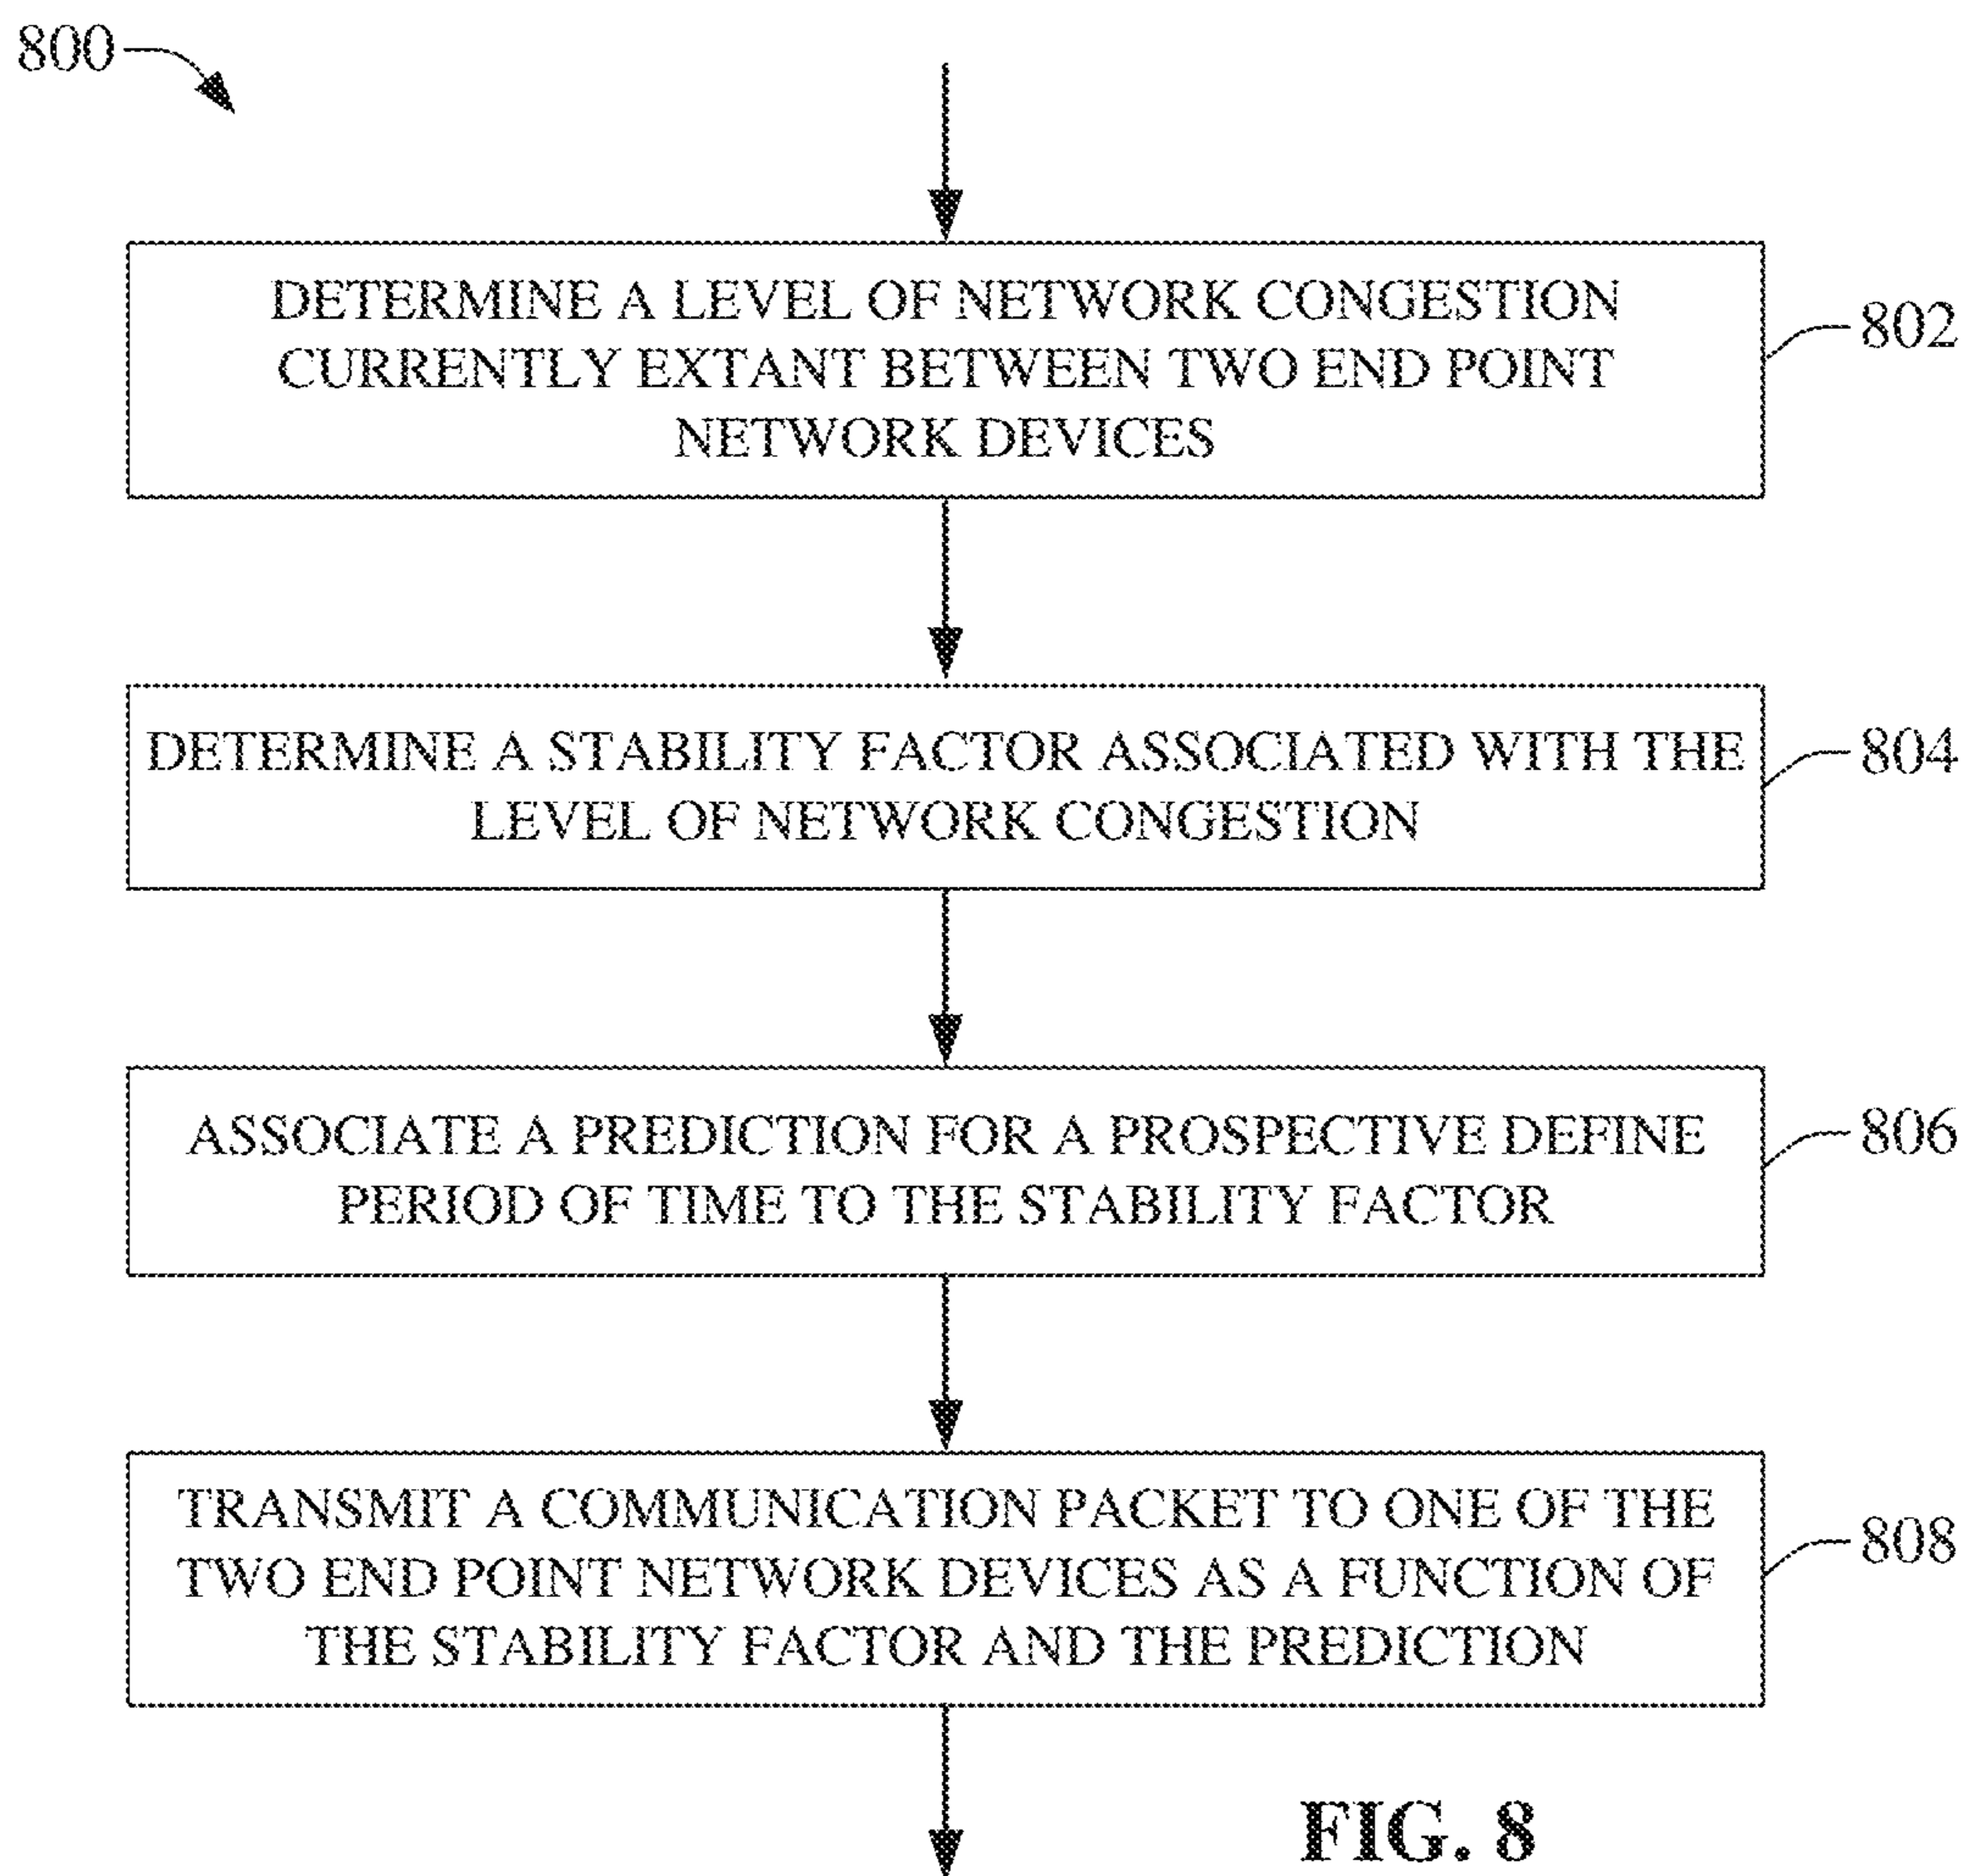 800
DETERMINE A LEVEL OF NETWORK CONGESTION
CURRENTLY EXTANT BETWEEN TWO END POINT
NETWORK DEVICES
802
DETERMINE A STABILITY FACTOR ASSOCIATED WITH THE
LEVEL OF NETWORK CONGESTION
804
ASSOCIATE A PREDICTION FOR A PROSPECTIVE DEFINE
PERIOD OF TIME TO THE STABILITY FACTOR
806
TRANSMIT A COMMUNICATION PACKET TO ONE OF THE
TWO END POINT NETWORK DEVICES AS A FUNCTION OF
THE STABILITY FACTOR AND THE PREDICTION
808
FIG. 8